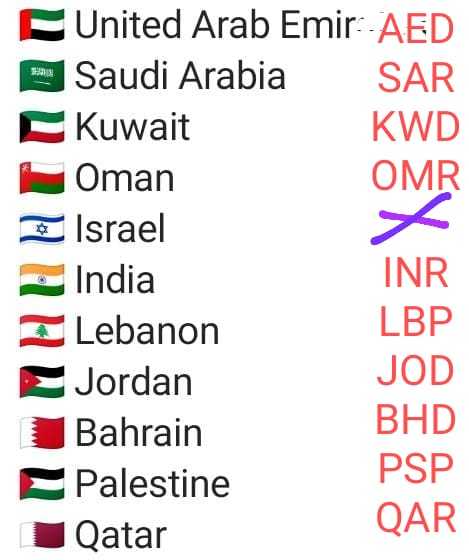 United Arab Emir AED
Saudi Arabia SAR
Kuwait KWD
Oman OMR
Israel
India INR
Lebanon LBP
Jordan JOD
Bahrain BHD
Palestine PSP
Qatar QAR